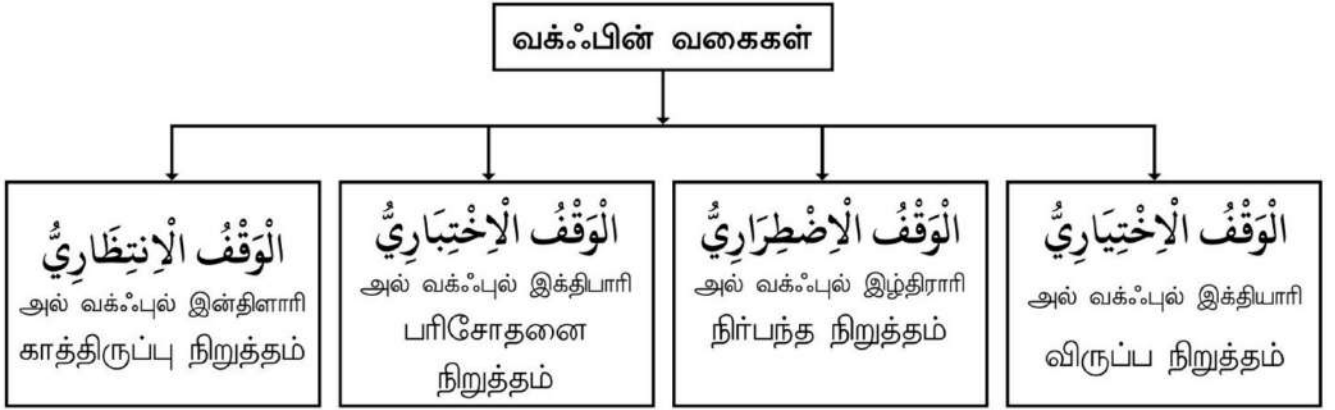 வக்ஃபின் வகைகள்
الْوَقْفُ الْاِنتِظَارِيُّ
அல் வக்ஃபுல் இன்திளாரி
காத்திருப்பு நிறுத்தம்
الْوَقْفُ الْاِخْتِبَارِيُّ
அல் வக்ஃபுல் இக்திபாரி
பரிசோதனை
நிறுத்தம்
الْوَقْفُ الْاِضْطِرَارِيُّ
அல் வக்ஃபுல் இழ்திராரி
நிர்பந்த நிறுத்தம்
الْوَقْفُ الْاِخْتِيَارِيُّ
அல் வக்ஃபுல் இக்தியாரி
விருப்ப நிறுத்தம்